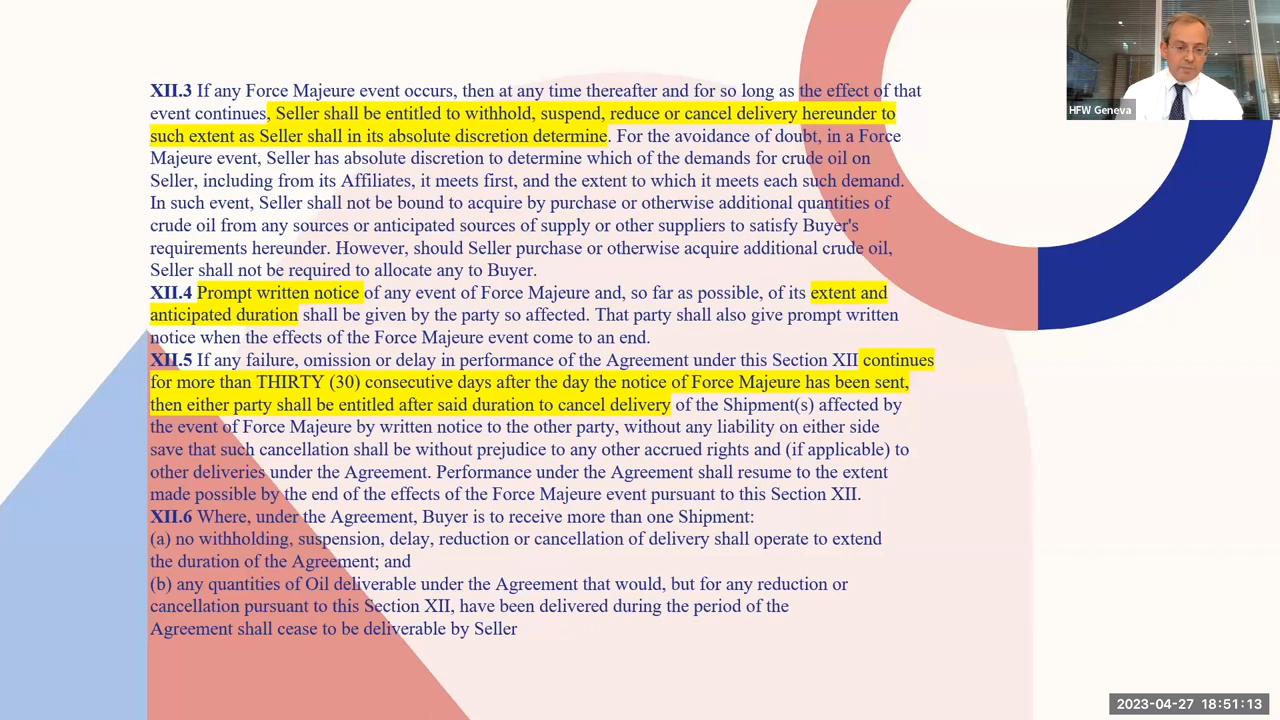 XII.3 If any Force Majeure event occurs, then at any time thereafter and for so long as the effect of that
event continues, Seller shall be entitled to withhold, suspend, reduce or cancel delivery hereunder to
such extent as Seller shall in its absolute discretion determine. For the avoidance of doubt, in a Force
Majeure event, Seller has absolute discretion to determine which of the demands for crude oil on
Seller, including from its Affiliates, it meets first, and the extent to which it meets each such demand.
In such event, Seller shall not be bound to acquire by purchase or otherwise additional quantities of
crude oil from any sources or anticipated sources of supply or other suppliers to satisfy Buyer's
requirements hereunder. However, should Seller purchase or otherwise acquire additional crude oil,
Seller shall not be required to allocate any to Buyer.
XII.4 Prompt written notice of any event of Force Majeure and, so far as possible, of its extent and
anticipated duration shall be given by the party so affected. That party shall also give prompt written
notice when the effects of the Force Majeure event come to an end.
XII.5 If any failure, omission or delay in performance of the Agreement under this Section XII continues
for more than THIRTY (30) consecutive days after the day the notice of Force Majeure has been sent,
then either party shall be entitled after said duration to cancel delivery of the Shipment(s) affected by
the event of Force Majeure by written notice to the other party, without any liability on either side
save that such cancellation shall be without prejudice to any other accrued rights and (if applicable) to
other deliveries under the Agreement. Performance under the Agreement shall resume to the extent
made possible by the end of the effects of the Force Majeure event pursuant to this Section XII.
XII.6 Where, under the Agreement, Buyer is to receive more than one Shipment:
(a) no withholding, suspension, delay, reduction or cancellation of delivery shall operate to extend
the duration of the Agreement; and
(b) any quantities of Oil deliverable under the Agreement that would, but for any reduction or
cancellation pursuant to this Section XII, have been delivered during the period of the
Agreement shall cease to be deliverable by Seller
HFW Geneva
2023-04-27 18:51:13